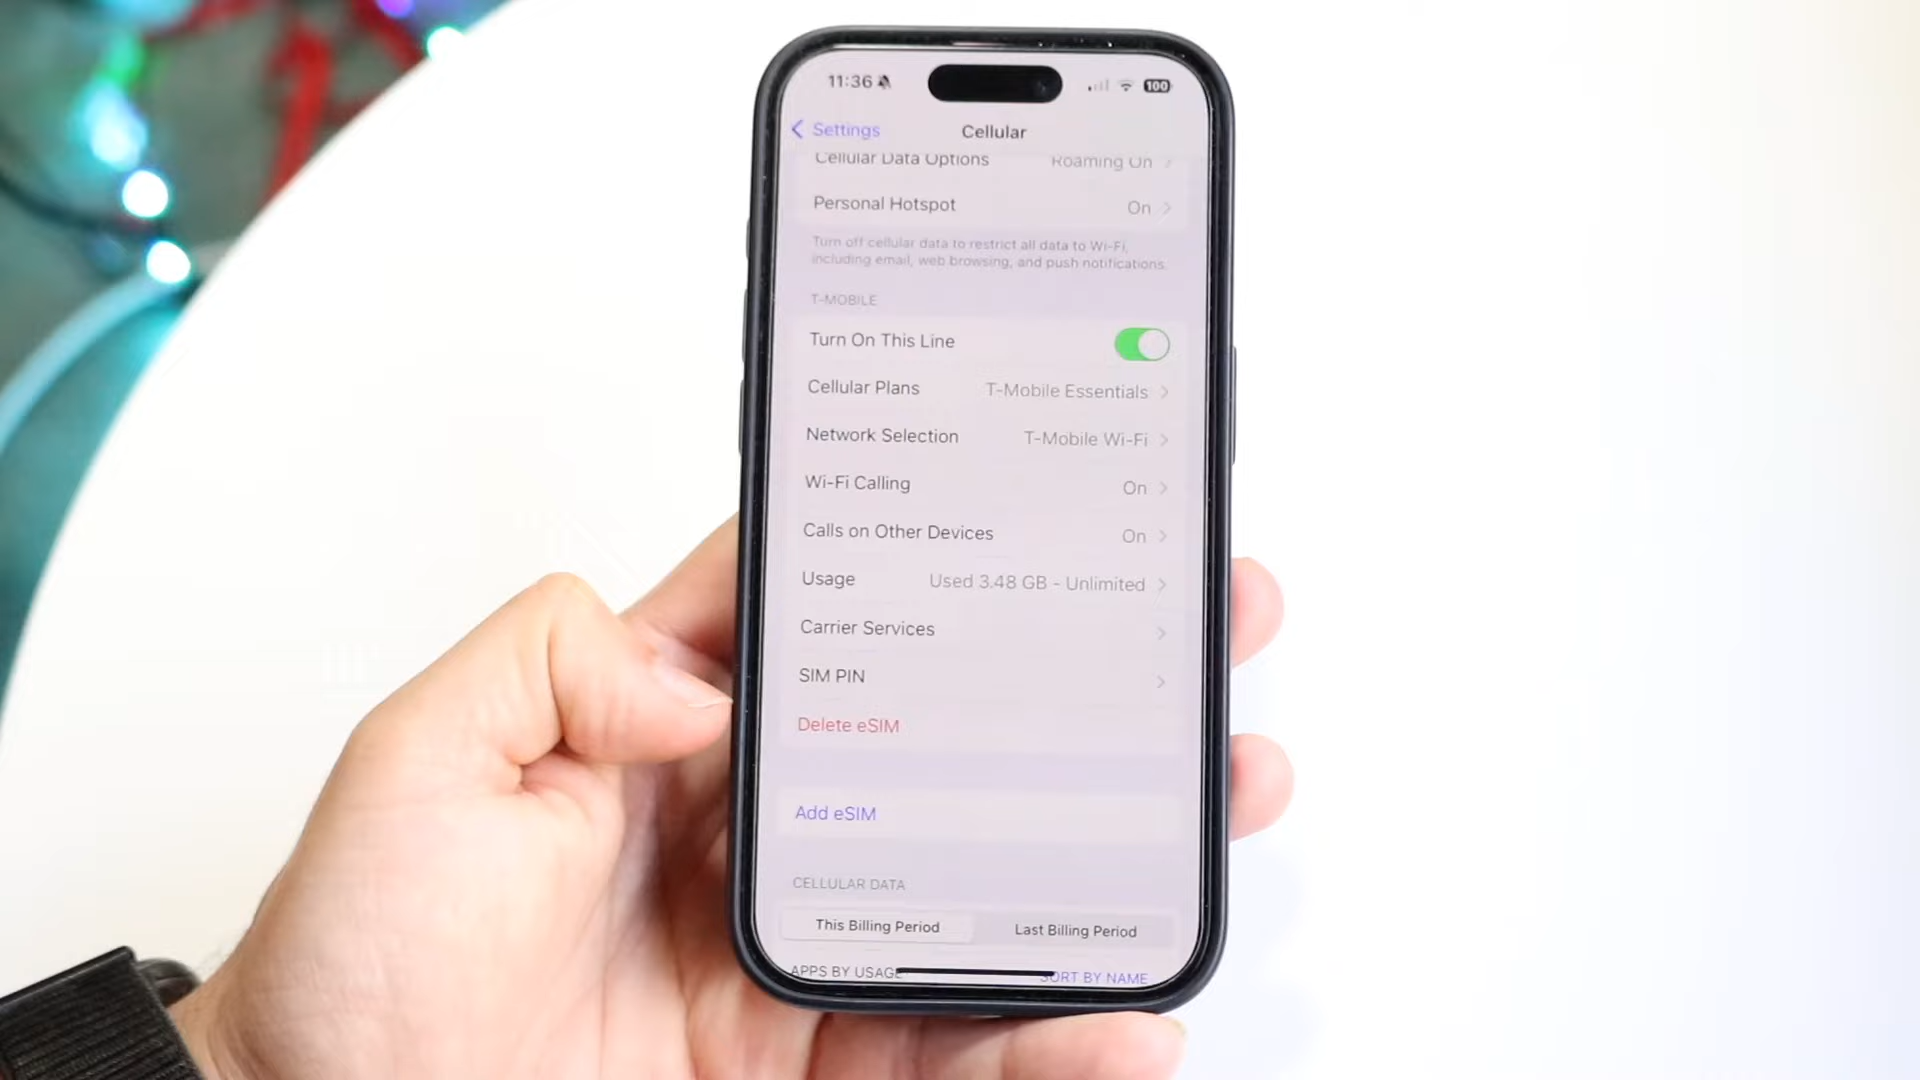 11:36
100
Settings
Cellular
Cellular Data Options Roaming On
Personal Hotspot On
Turn off cellular data to restrict all data to Wi-Fi,
including email, web browsing, and push notifications.
T-MOBILE
Turn On This Line
Cellular Plans T-Mobile Essentials
Network Selection T-Mobile Wi-Fi
Wi-Fi Calling On
Calls on Other Devices On
Usage Used 3.48 GB - Unlimited
Carrier Services
SIM PIN
Delete eSIM
Add eSIM
CELLULAR DATA
This Billing Period Last Billing Period
APPS BY USAGE SORT BY NAME